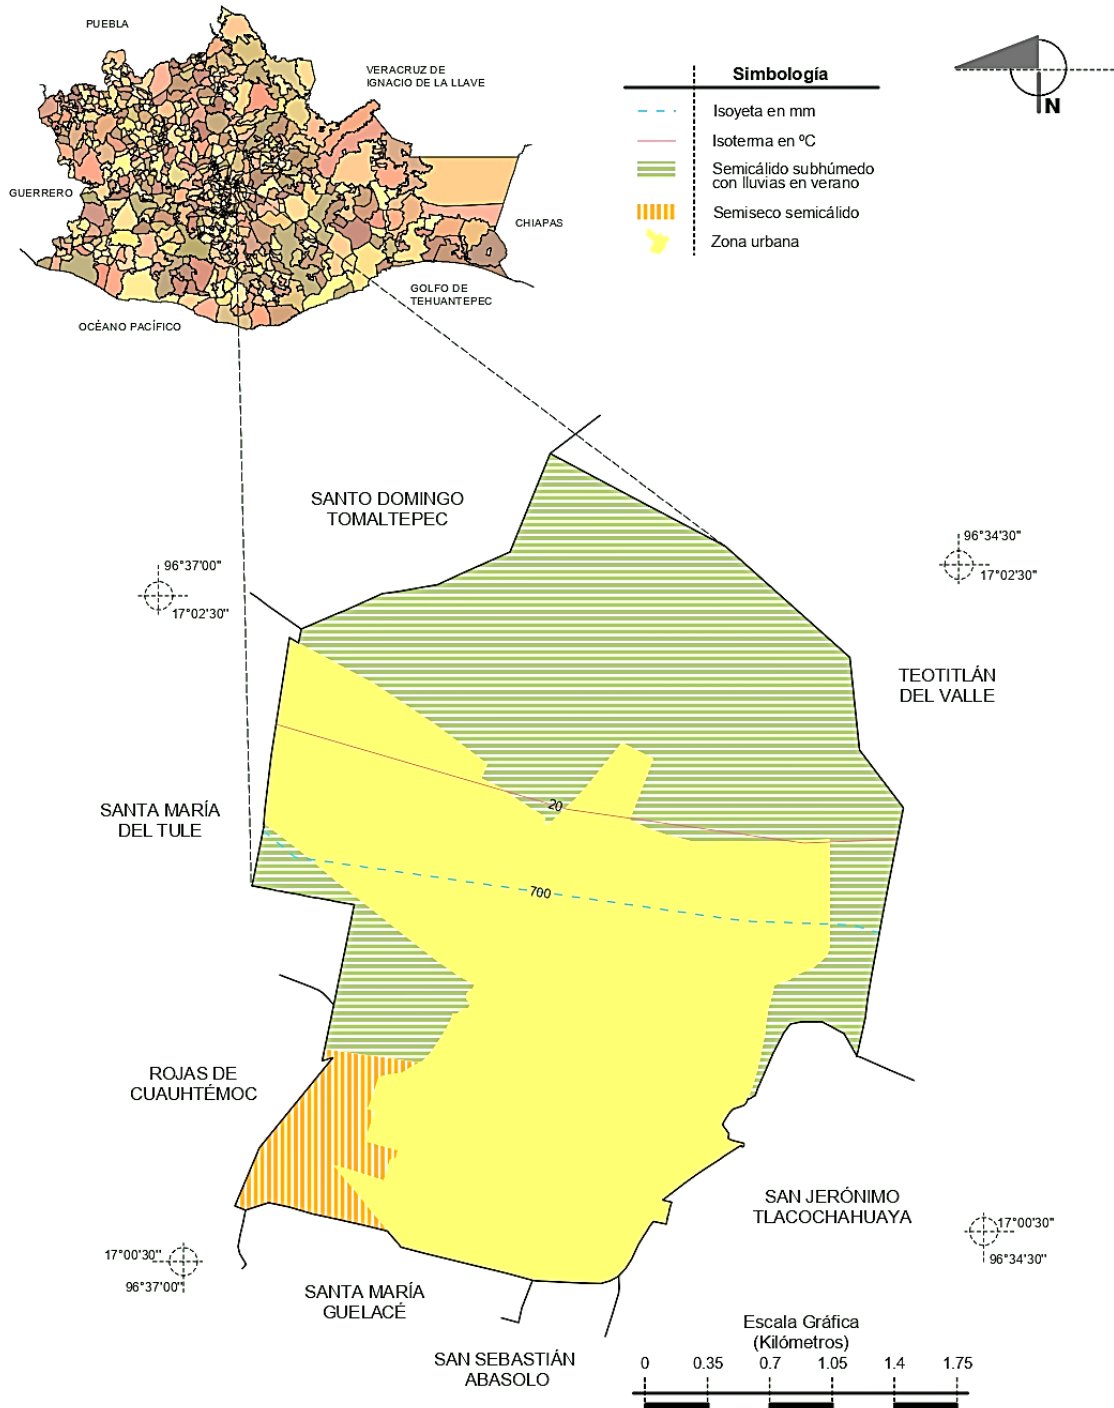 PUEBLA
VERACRUZ DE
IGNACIO DE LA LLAVE
GUERRERO
CHIAPAS
GOLFO DE
TEHUANTEPEC
OCÉANO PACÍFICO
Simbología
Isoyeta en mm
Isoterma en ºC
Semicálido subhúmedo
con lluvias en verano
Semiseco semicálido
Zona urbana
N
SANTO DOMINGO
TOMALTEPEC
96°37'00"
17°02'30"
96°34'30"
17°02'30"
TEOTITLÁN
DEL VALLE
SANTA MARÍA
DEL TULE
20
700
ROJAS DE
CUAUHTÉMOC
SAN JERÓNIMO
TLACOCHAHUAYA
17°00'30"
96°37'00"
17°00'30"
96°34'30"
SANTA MARÍA
GUELACÉ
SAN SEBASTIÁN
ABASOLO
Escala Gráfica
(Kilómetros)
0 0.35 0.7 1.05 1.4 1.75